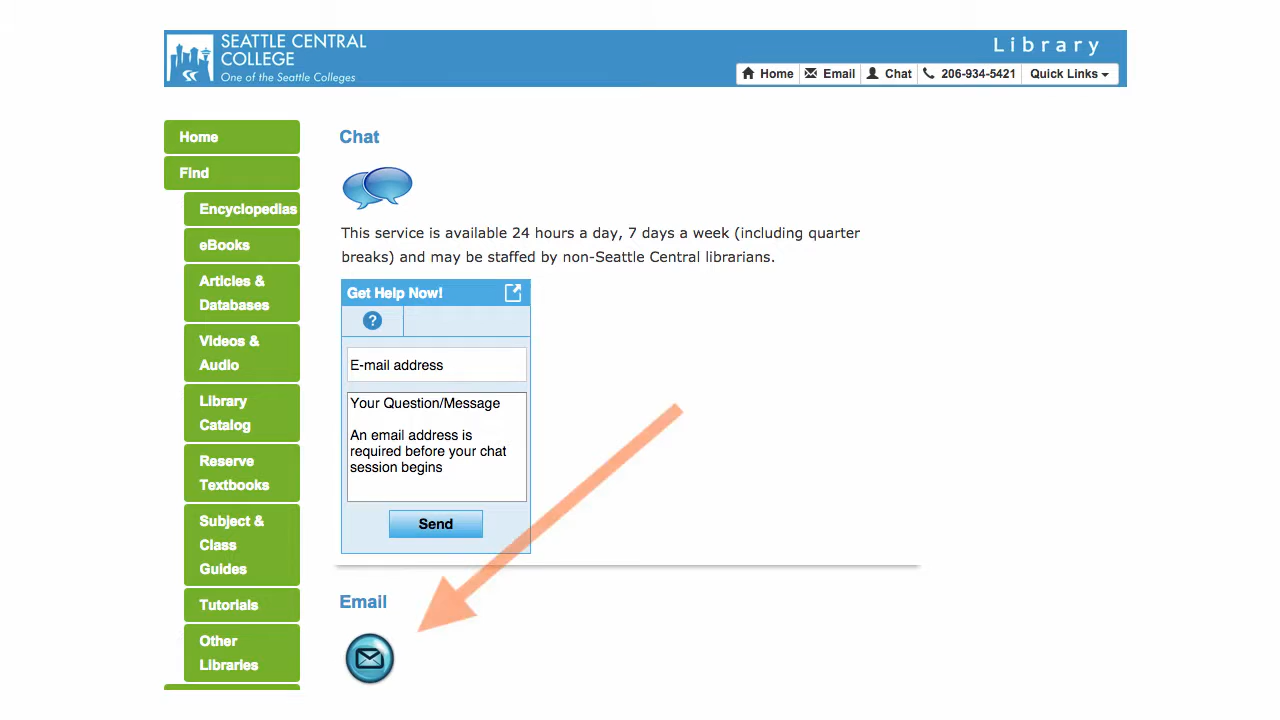 SEATTLE CENTRAL
COLLEGE
One of the Seattle Colleges
Library
Home Email Chat 206-934-5421 Quick Links
Home
Find
Encyclopedias
eBooks
Articles &
Databases
Videos &
Audio
Library
Catalog
Reserve
Textbooks
Subject &
Class
Guides
Tutorials
Other
Libraries
Chat
This service is available 24 hours a day, 7 days a week (including quarter
breaks) and may be staffed by non-Seattle Central librarians.
Get Help Now!
?
E-mail address
Your Question/Message
An email address is
required before your chat
session begins
Send
Email